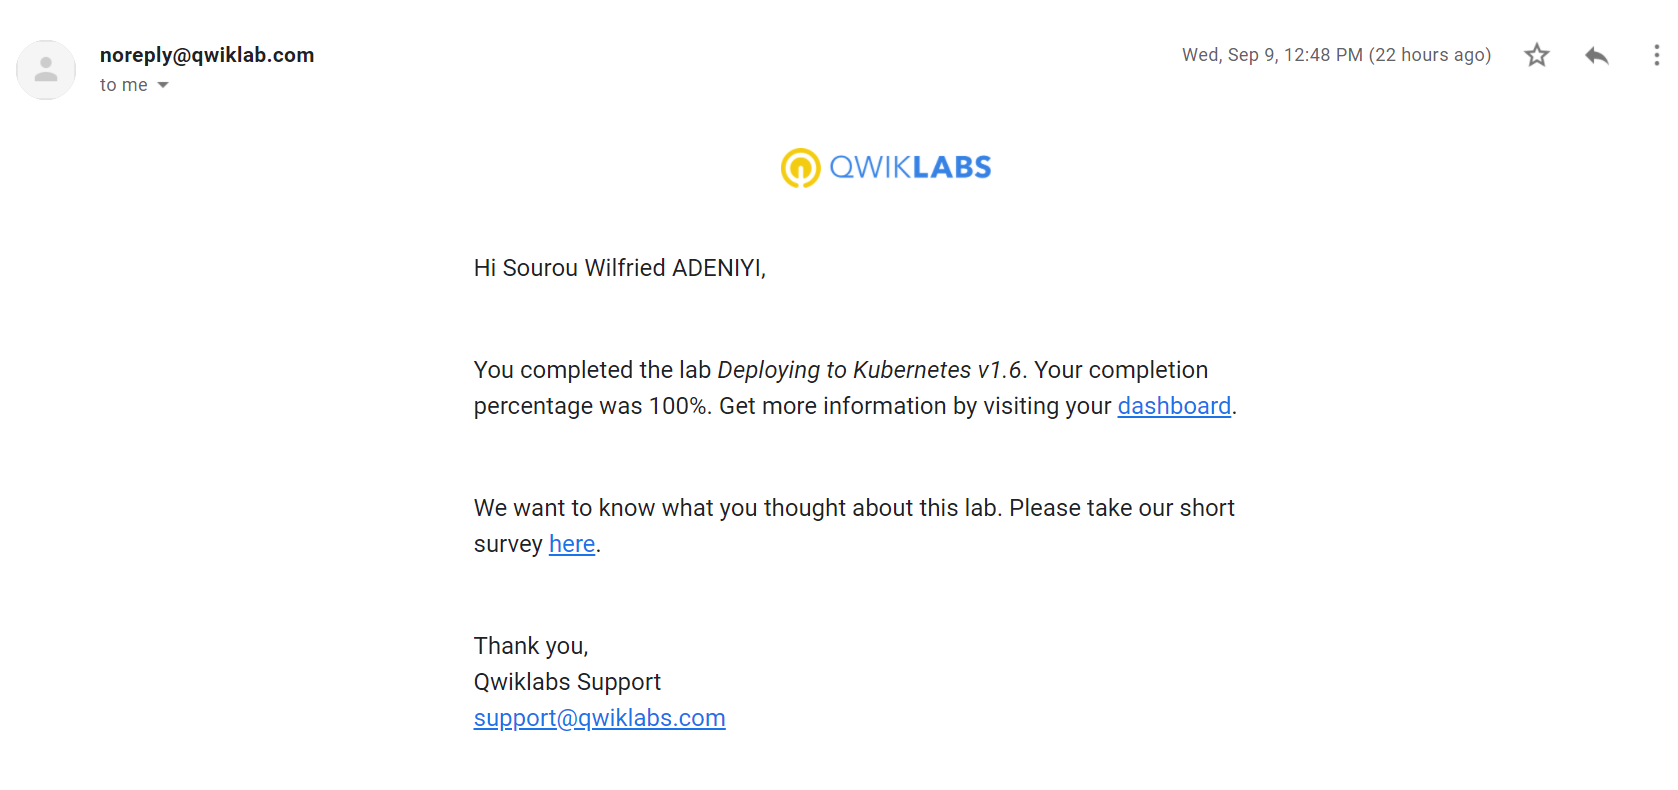 noreply@qwiklab.com
Wed, Sep 9, 12:48 PM (22 hours ago)
to me
QWIKLABS
Hi Sourou Wilfried ADENIYI,
You completed the lab Deploying to Kubernetes v1.6. Your completion
percentage was 100%. Get more information by visiting your dashboard.
We want to know what you thought about this lab. Please take our short
survey here.
Thank you,
Qwiklabs Support
support@qwiklabs.com